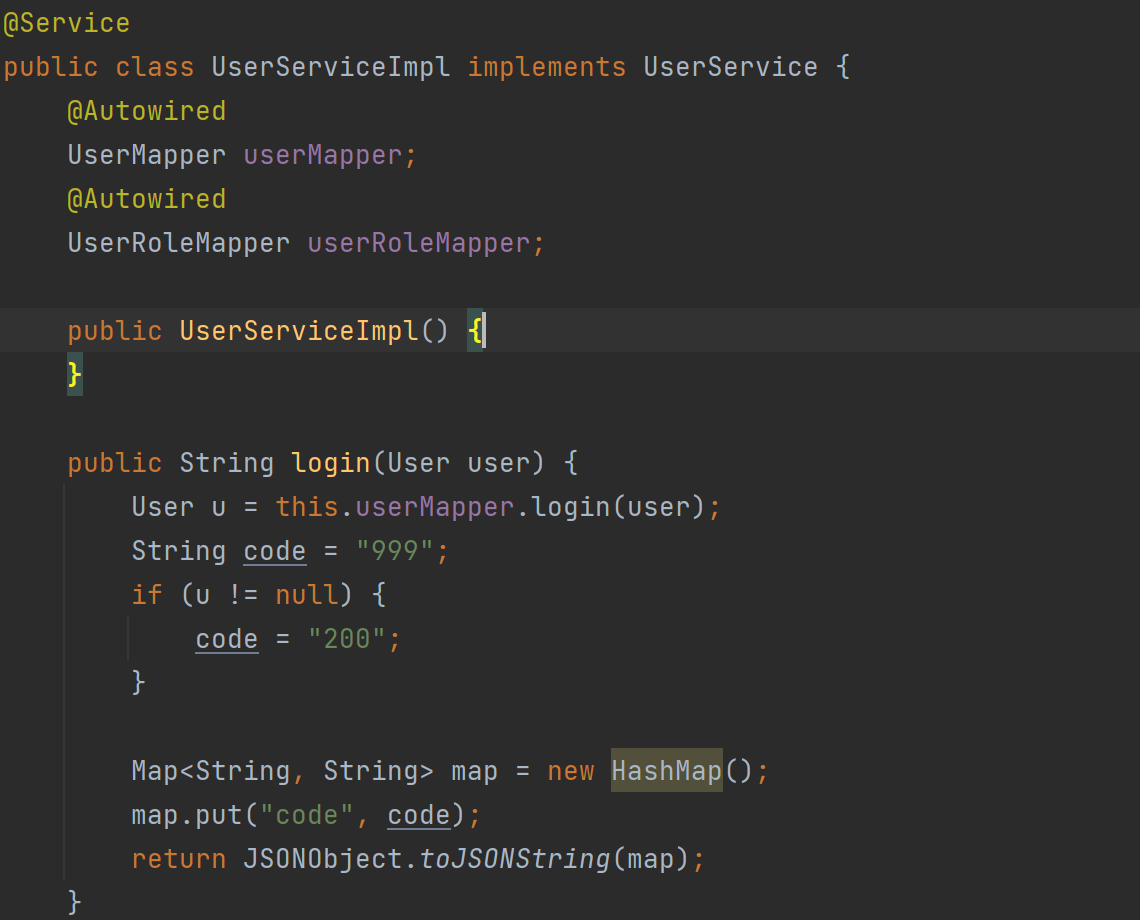 @Service
public class UserServiceImpl implements UserService {
@Autowired
UserMapper userMapper;
@Autowired
UserRoleMapper userRoleMapper;
public UserServiceImpl() {
}
public String login(User user) {
User u = this.userMapper.login(user);
String code = "999";
if (u != null) {
code = "200";
}
Map<String, String> map = new HashMap();
map.put("code", code);
return JSONObject.toJSONString(map);
}